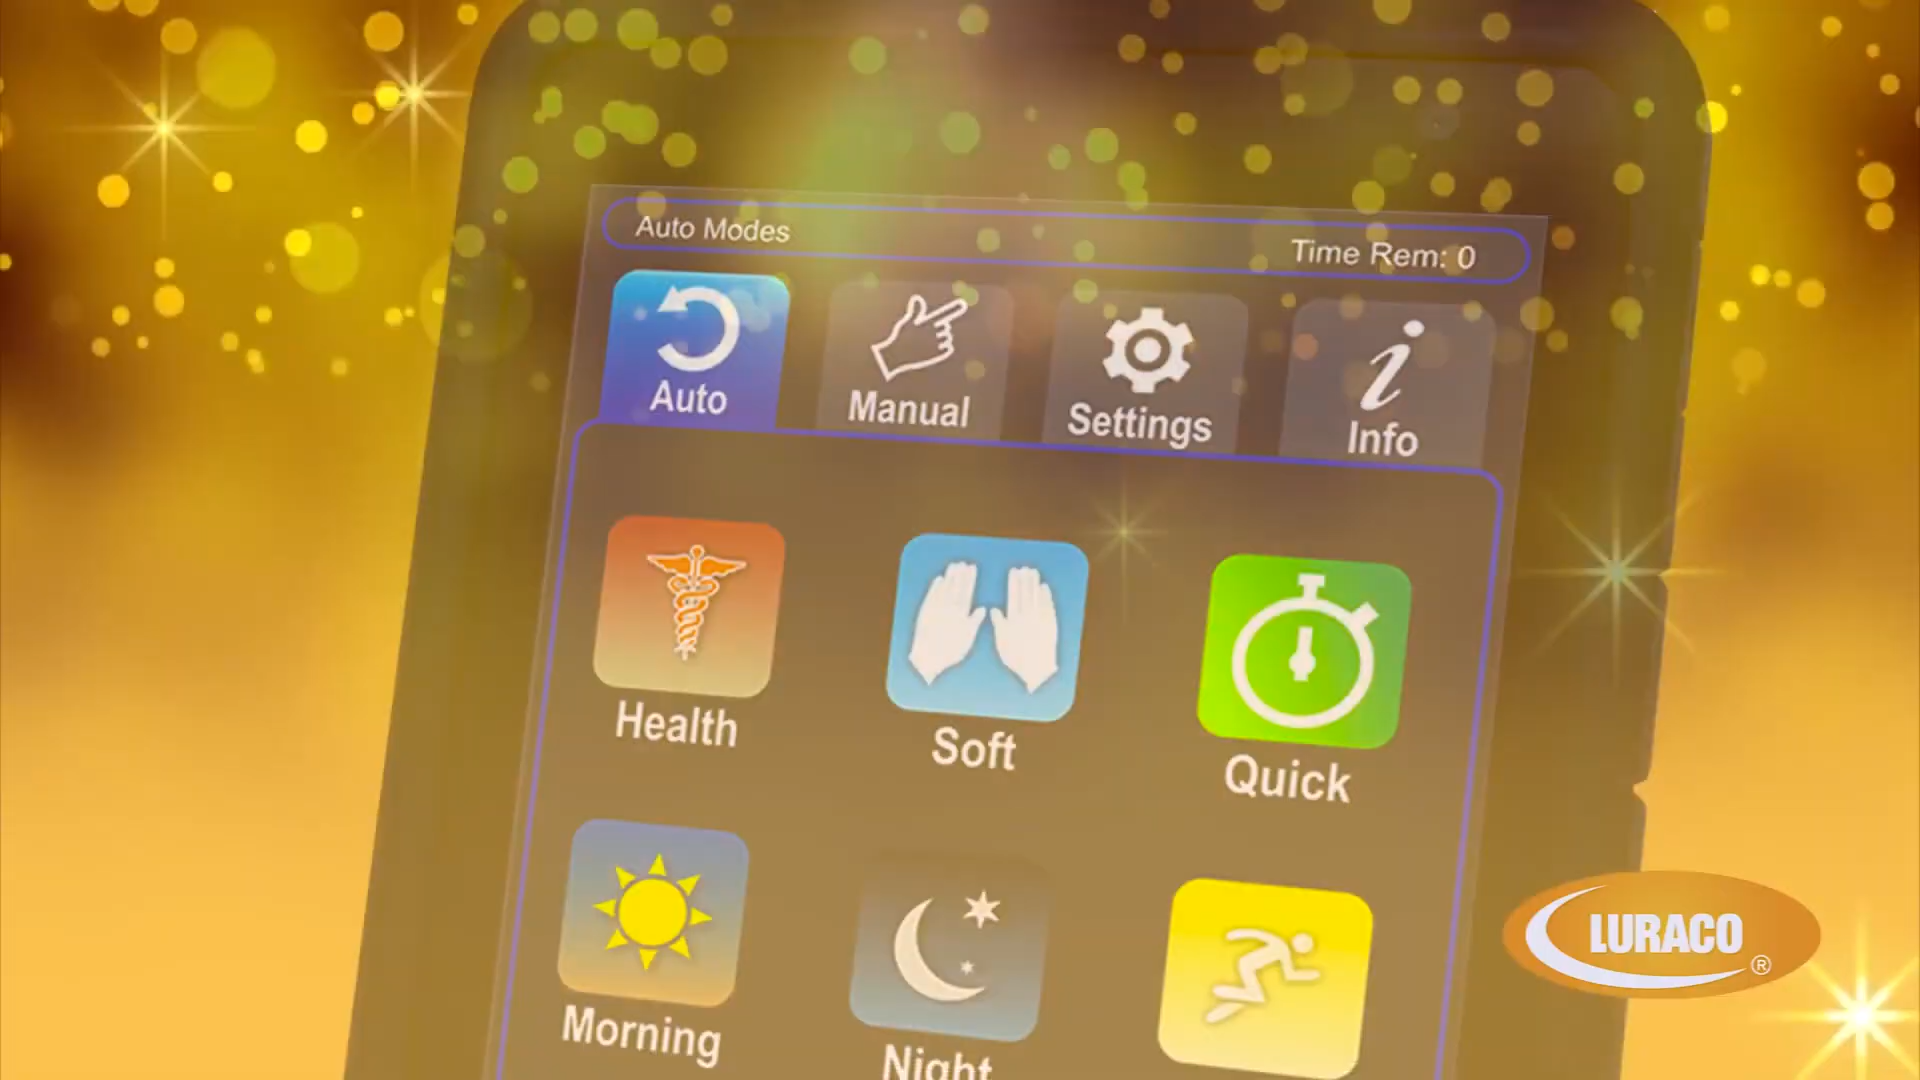 Auto Modes
Time Rem: 0
Auto
Manual
Settings
Info
Health
Soft
Quick
Morning
Night
LURACO
®